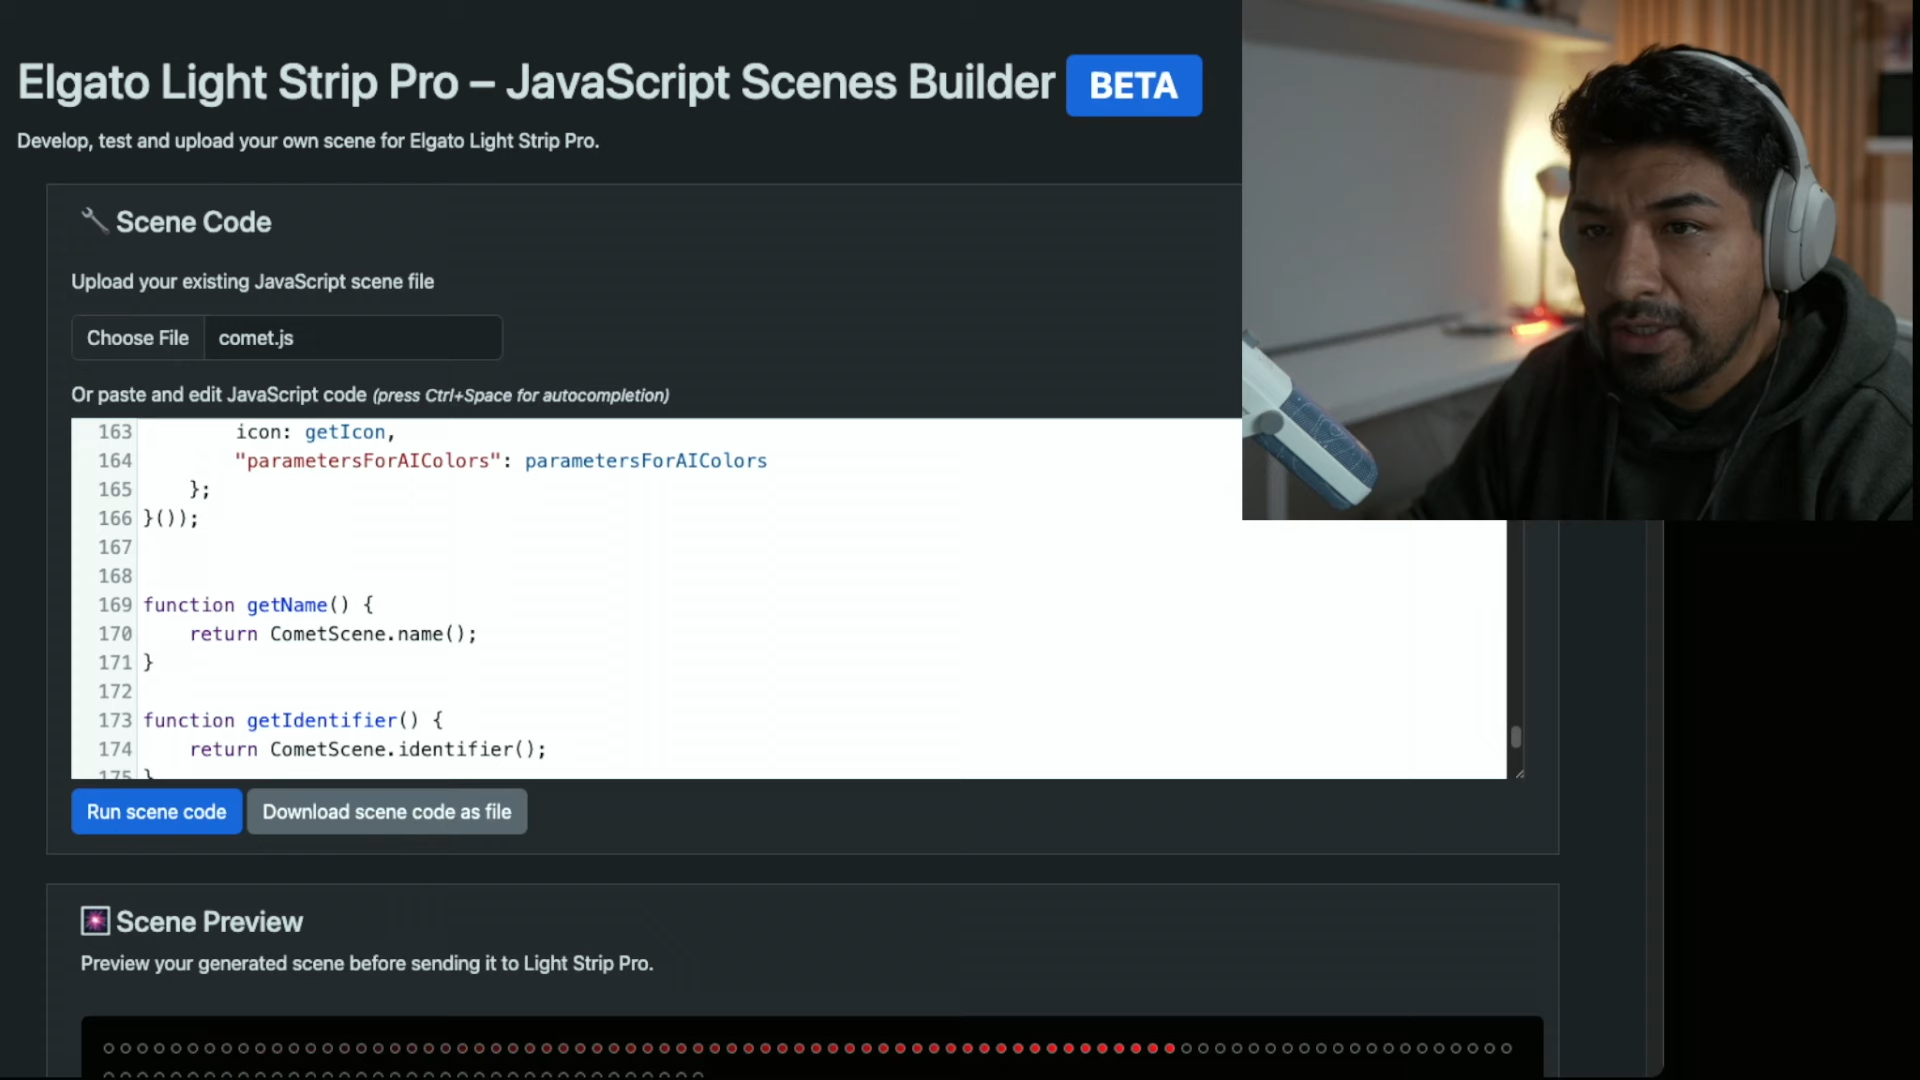 Elgato Light Strip Pro – JavaScript Scenes Builder BETA
Develop, test and upload your own scene for Elgato Light Strip Pro.
Scene Code
Upload your existing JavaScript scene file
Choose File comet.js
Or paste and edit JavaScript code (press Ctrl+Space for autocompletion)
163 icon: getIcon,
164 "parametersForAIColors": parametersForAIColors
165 };
166 }());
167
168
169 function getName() {
170 return CometScene.name();
171 }
172
173 function getIdentifier() {
174 return CometScene.identifier();
175 }
Run scene code Download scene code as file
Scene Preview
Preview your generated scene before sending it to Light Strip Pro.